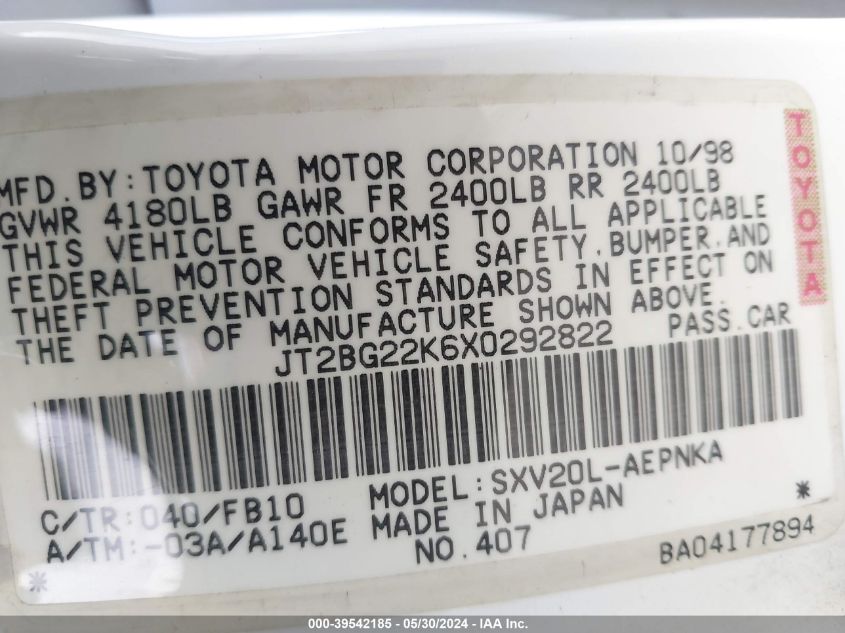 MFD. BY: TOYOTA MOTOR CORPORATION 10/98
GVWR 4180LB GAWR FR 2400LB RR 2400LB
THIS VEHICLE CONFORMS TO ALL APPLICABLE
FEDERAL MOTOR VEHICLE SAFETY, BUMPER, AND
THEFT PREVENTION STANDARDS IN EFFECT ON
THE DATE OF MANUFACTURE SHOWN ABOVE.
JT2BG22K6X0292822 PASS. CAR
TOYOTA
C/TR: 040/FB10 MODEL: SXV20L-AEPNKA
A/TM: -03A/A140E MADE IN JAPAN *
* NO. 407 BA04177894
000-39542185 - 05/30/2024 - IAA Inc.